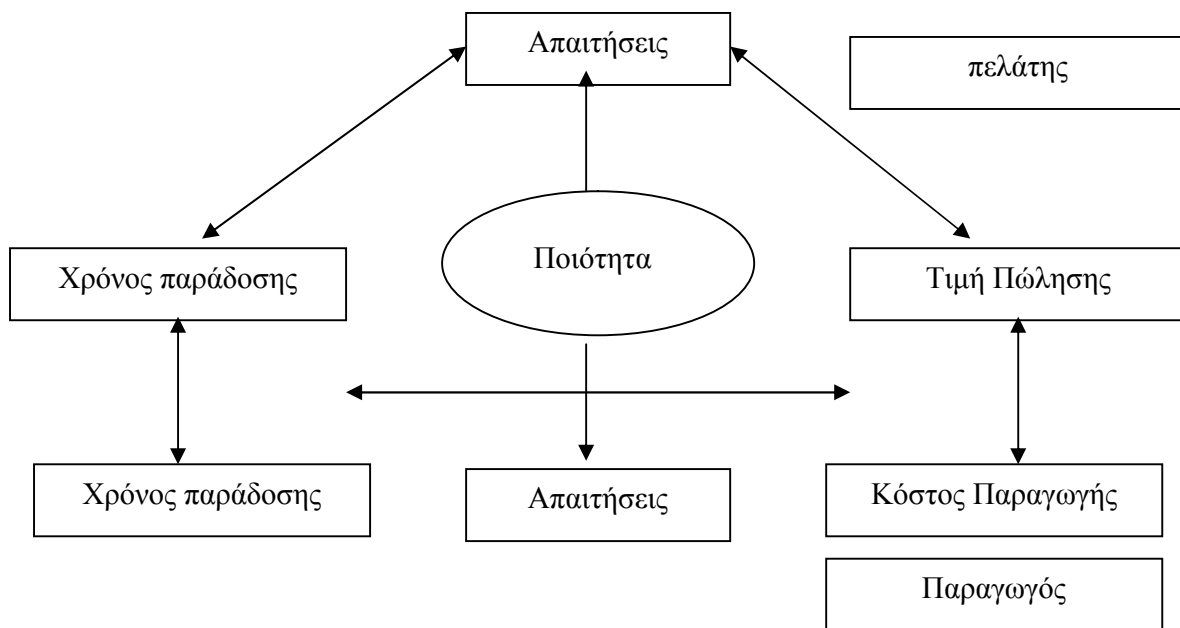 Απαιτήσεις
πελάτης
Χρόνος παράδοσης
Ποιότητα
Τιμή Πώλησης
Χρόνος παράδοσης
Απαιτήσεις
Κόστος Παραγωγής
Παραγωγός